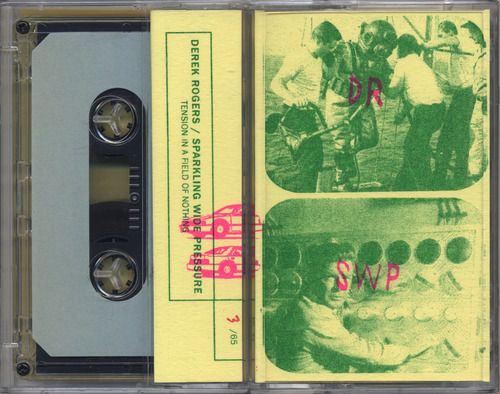 DEREK ROGERS / SPARKLING WIDE PRESSURE
TENSION IN A FIELD OF NOTHING
3 /65
DR
SWP